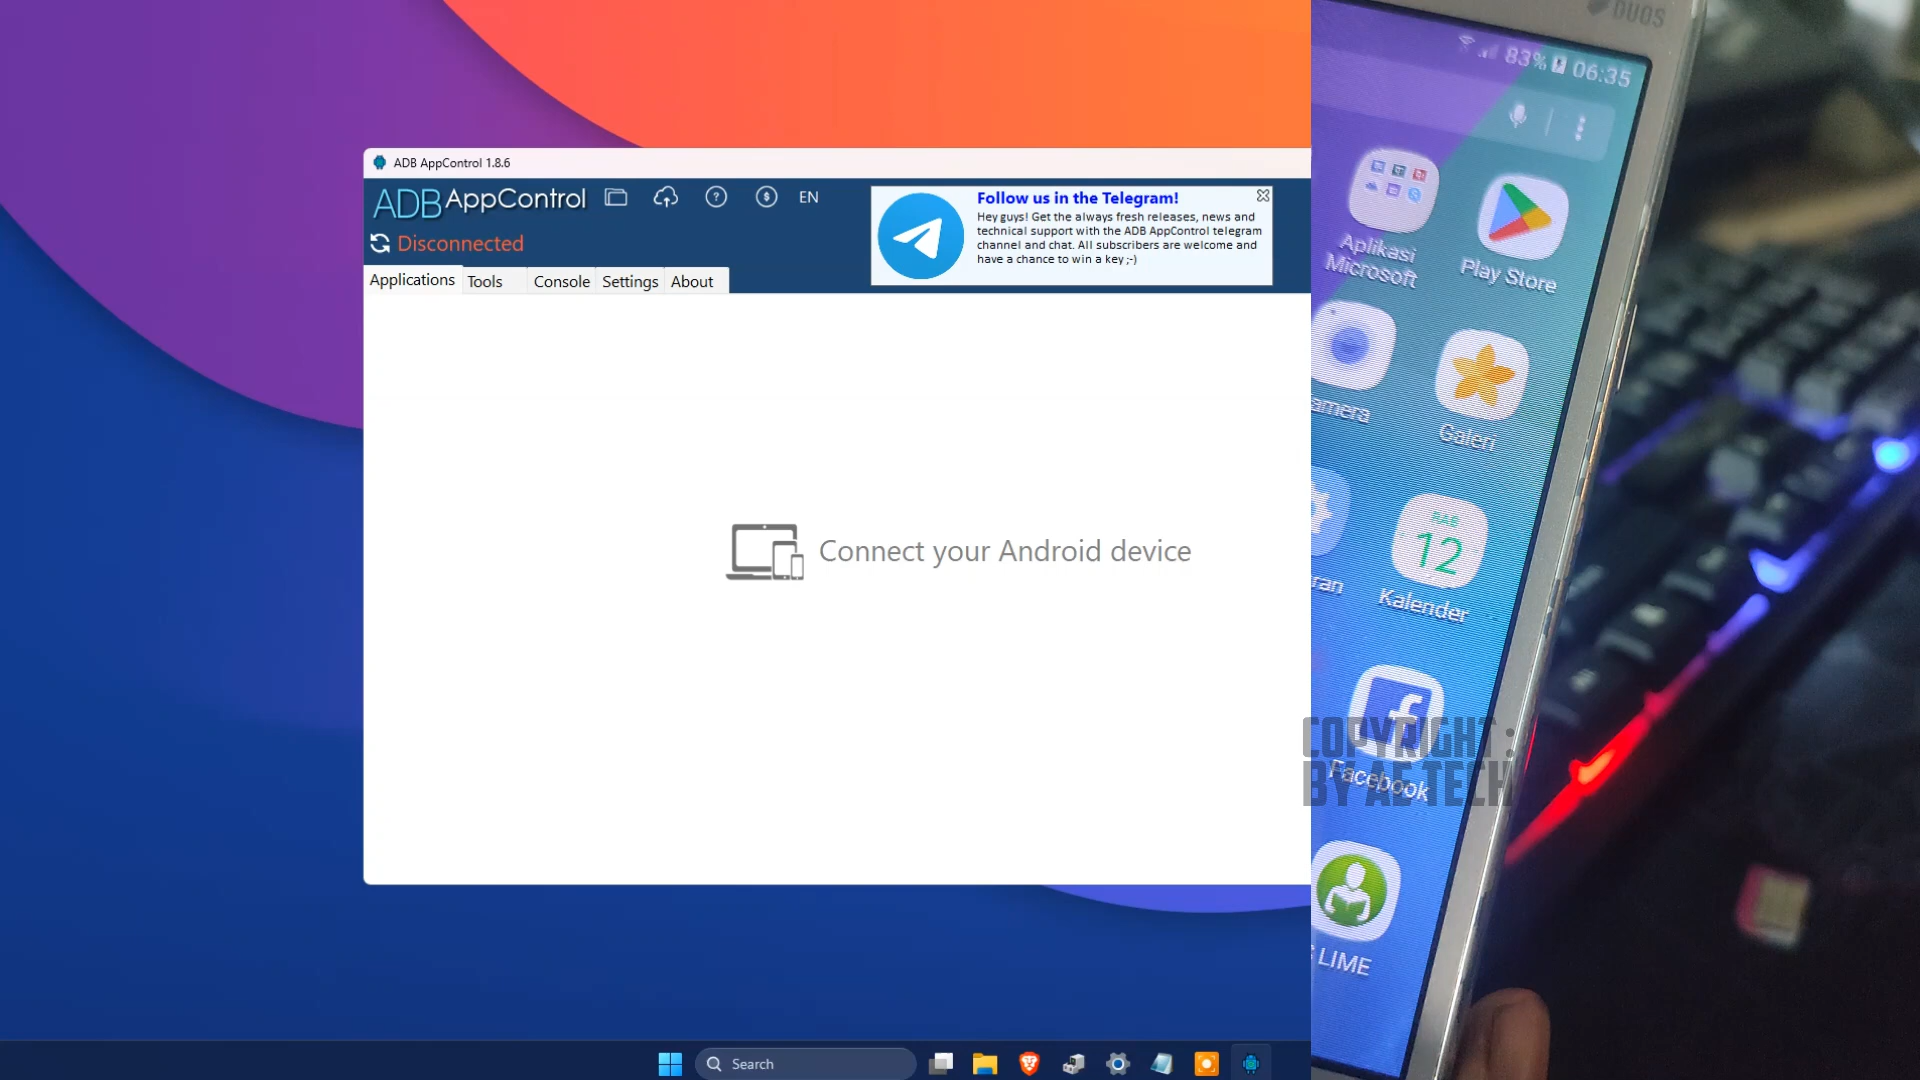 ADB AppControl 1.8.6
ADB AppControl
EN
Disconnected
Follow us in the Telegram!
Hey guys! Get the always fresh releases, news and
technical support with the ADB AppControl telegram
channel and chat. All subscribers are welcome and
have a chance to win a key ;-)
Applications
Tools
Console
Settings
About
Connect your Android device
Search
DUOS
83%
06:35
Aplikasi
Microsoft
Play Store
amera
Galeri
RAB
12
ran
Kalender
Facebook
LIME
COPYRIGHT :
BY AE TECH